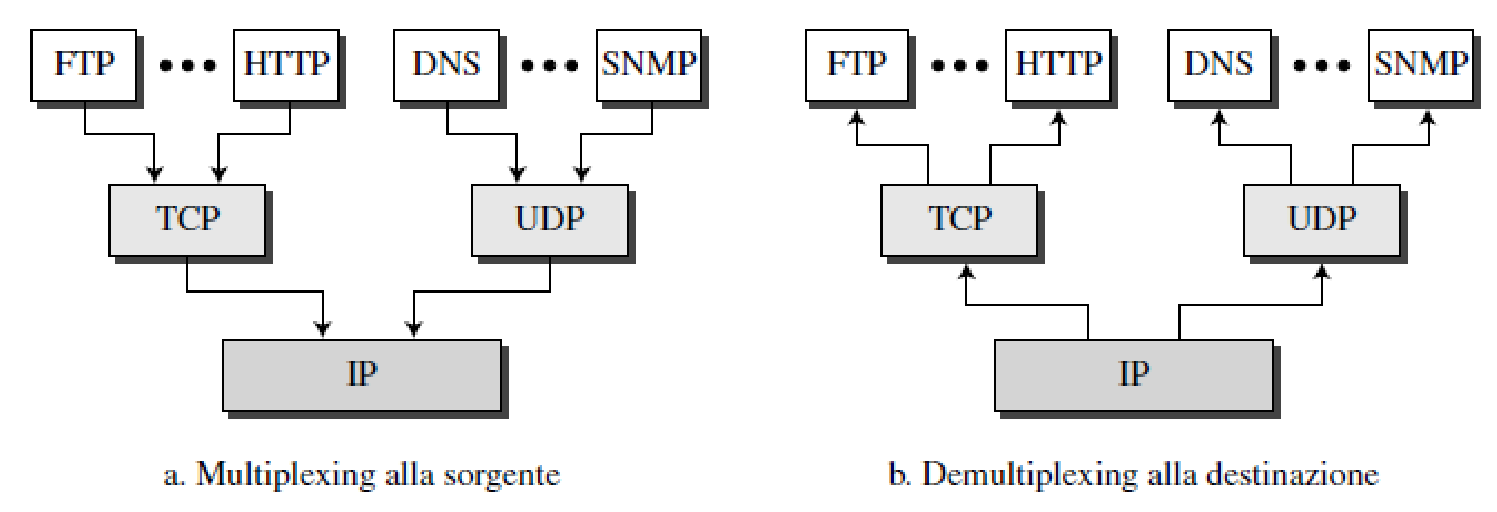 FTP ••• HTTP DNS ••• SNMP FTP ••• HTTP DNS ••• SNMP
TCP UDP TCP UDP
IP IP
a. Multiplexing alla sorgente b. Demultiplexing alla destinazione